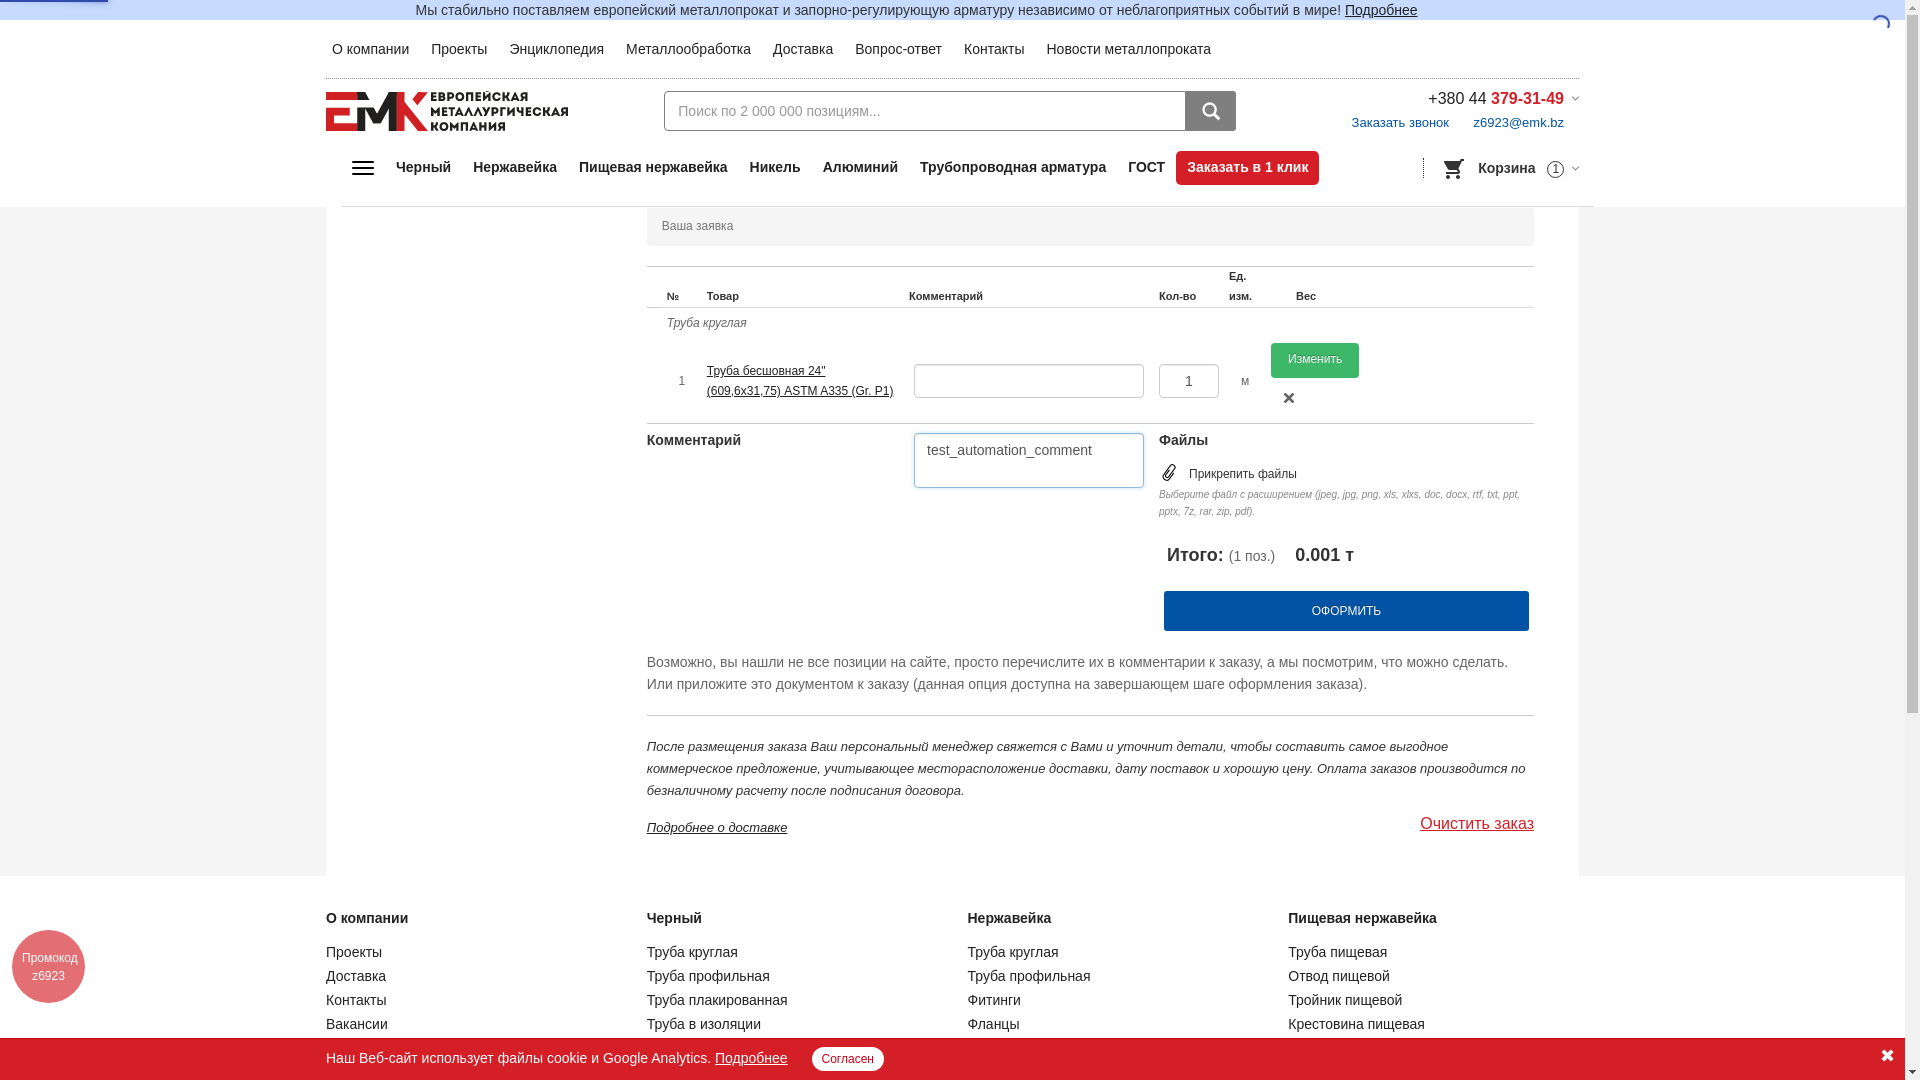 Мы стабильно поставляем европейский металлопрокат и запорно-регулирующую арматуру независимо от неблагоприятных событий в мире! Подробнее
О компании Проекты Энциклопедия Металлообработка Доставка Вопрос-ответ Контакты Новости металлопроката
ЕВРОПЕЙСКАЯ
ЕМК МЕТАЛЛУРГИЧЕСКАЯ
КОМПАНИЯ
Поиск по 2 000 000 позициям...
+380 44 379-31-49
Заказать звонок z6923@emk.bz
Черный Нержавейка Пищевая нержавейка Никель Алюминий Трубопроводная арматура ГОСТ Заказать в 1 клик Корзина 1
Ваша заявка
№ Товар Комментарий Кол-во Ед. изм. Вес
Труба круглая
1 Труба бесшовная 24" (609,6x31,75) ASTM A335 (Gr. P1) 1 м Изменить
Комментарий
test_automation_comment
Файлы
Прикрепить файлы
Выберите файл с расширением (jpeg, jpg, png, xls, xlxs, doc, docx, rtf, txt, ppt,
pptx, 7z, rar, zip, pdf).
Итого: (1 поз.) 0.001 т
ОФОРМИТЬ
Возможно, вы нашли не все позиции на сайте, просто перечислите их в комментарии к заказу, а мы посмотрим, что можно сделать.
Или приложите это документом к заказу (данная опция доступна на завершающем шаге оформления заказа).
После размещения заказа Ваш персональный менеджер свяжется с Вами и уточнит детали, чтобы составить самое выгодное
коммерческое предложение, учитывающее месторасположение доставки, дату поставок и хорошую цену. Оплата заказов производится по
безналичному расчету после подписания договора.
Подробнее о доставке
Очистить заказ
О компании Черный Нержавейка Пищевая нержавейка
Проекты Труба круглая Труба круглая Труба пищевая
Доставка Труба профильная Труба профильная Отвод пищевой
Контакты Труба плакированная Фитинги Тройник пищевой
Вакансии Труба в изоляции Фланцы Крестовина пищевая
Промокод
z6923
Наш Веб-сайт использует файлы cookie и Google Analytics. Подробнее Согласен